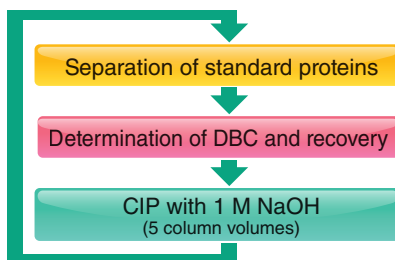 Separation of standard proteins
Determination of DBC and recovery
CIP with 1 M NaOH
(5 column volumes)